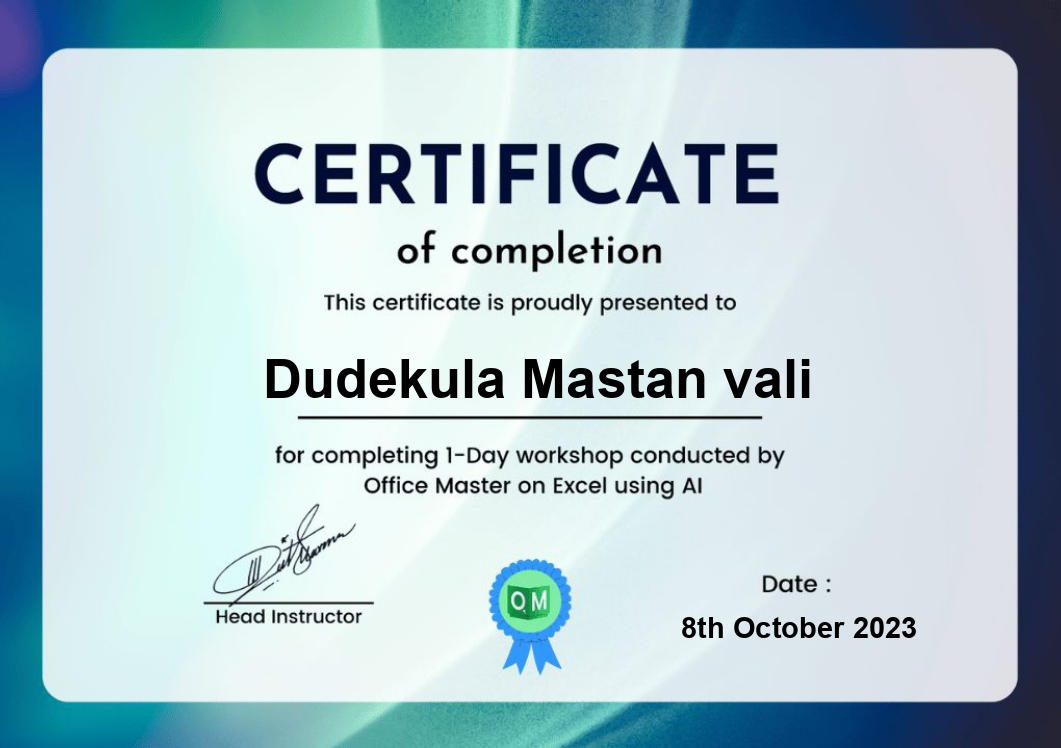 CERTIFICATE
of completion
This certificate is proudly presented to
Dudekula Mastan vali
for completing 1-Day workshop conducted by
Office Master on Excel using AI
Head Instructor
OM
Date :
8th October 2023